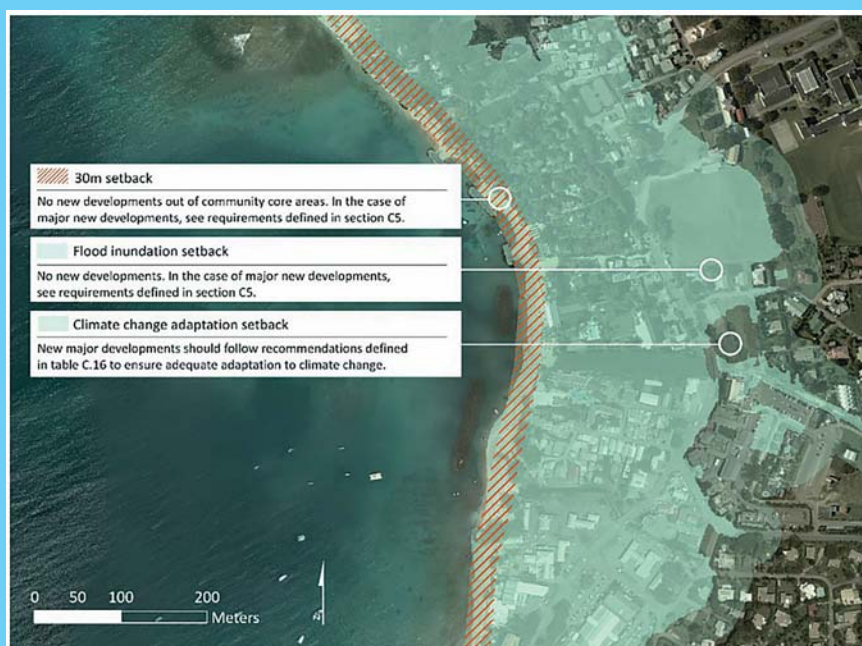 30m setback
No new developments out of community core areas. In the case of
major new developments, see requirements defined in section C5.
Flood inundation setback
No new developments. In the case of major new developments,
see requirements defined in section C5.
Climate change adaptation setback
New major developments should follow recommendations defined
in table C.16 to ensure adequate adaptation to climate change.
0 50 100 200
Meters
N